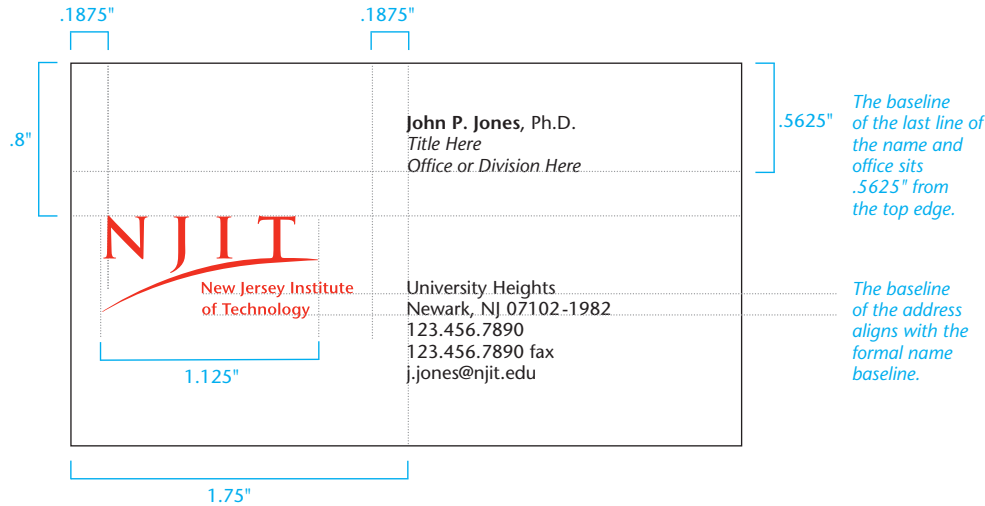 .1875"
.1875"
.8"
John P. Jones, Ph.D.
Title Here
Office or Division Here
.5625"
The baseline
of the last line of
the name and
office sits
.5625" from
the top edge.
NJIT
New Jersey Institute
of Technology
University Heights
Newark, NJ 07102-1982
123.456.7890
123.456.7890 fax
j.jones@njit.edu
The baseline
of the address
aligns with the
formal name
baseline.
1.125"
1.75"